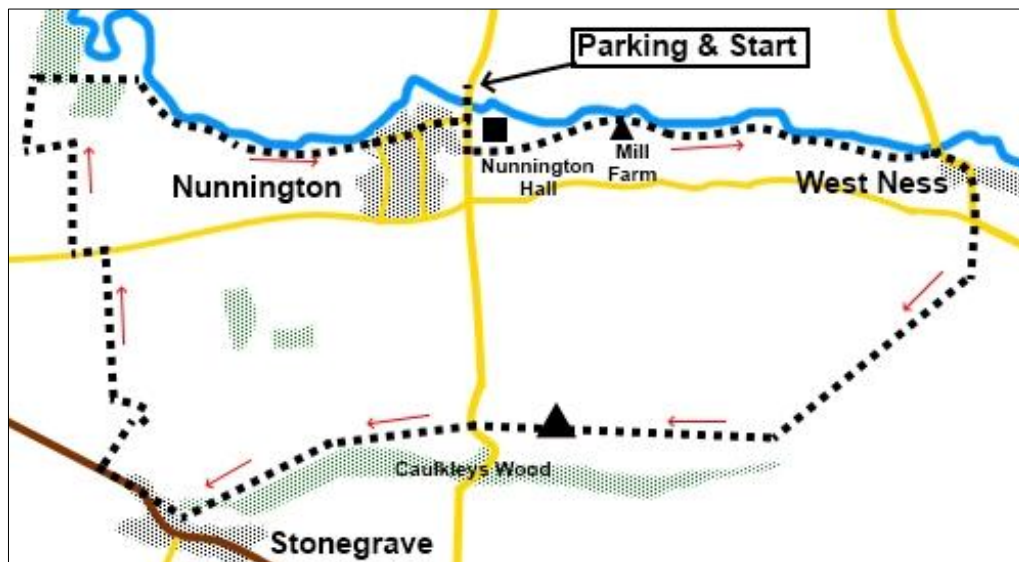 Parking & Start
Nunnington
Nunnington
Hall
Mill
Farm
West Ness
Caulkleys Wood
Stonegrave